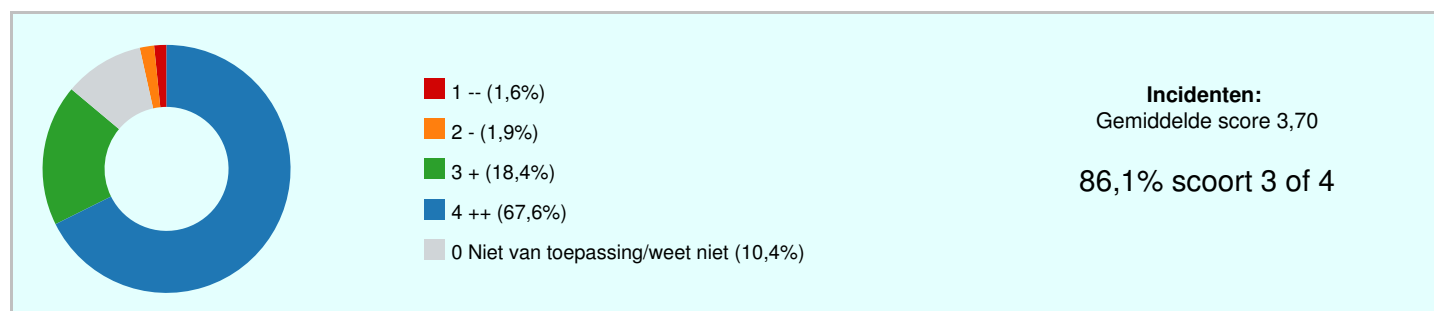 1 -- (1,6%)
2 - (1,9%)
3 + (18,4%)
4 ++ (67,6%)
0 Niet van toepassing/weet niet (10,4%)
Incidenten:
Gemiddelde score 3,70
86,1% scoort 3 of 4